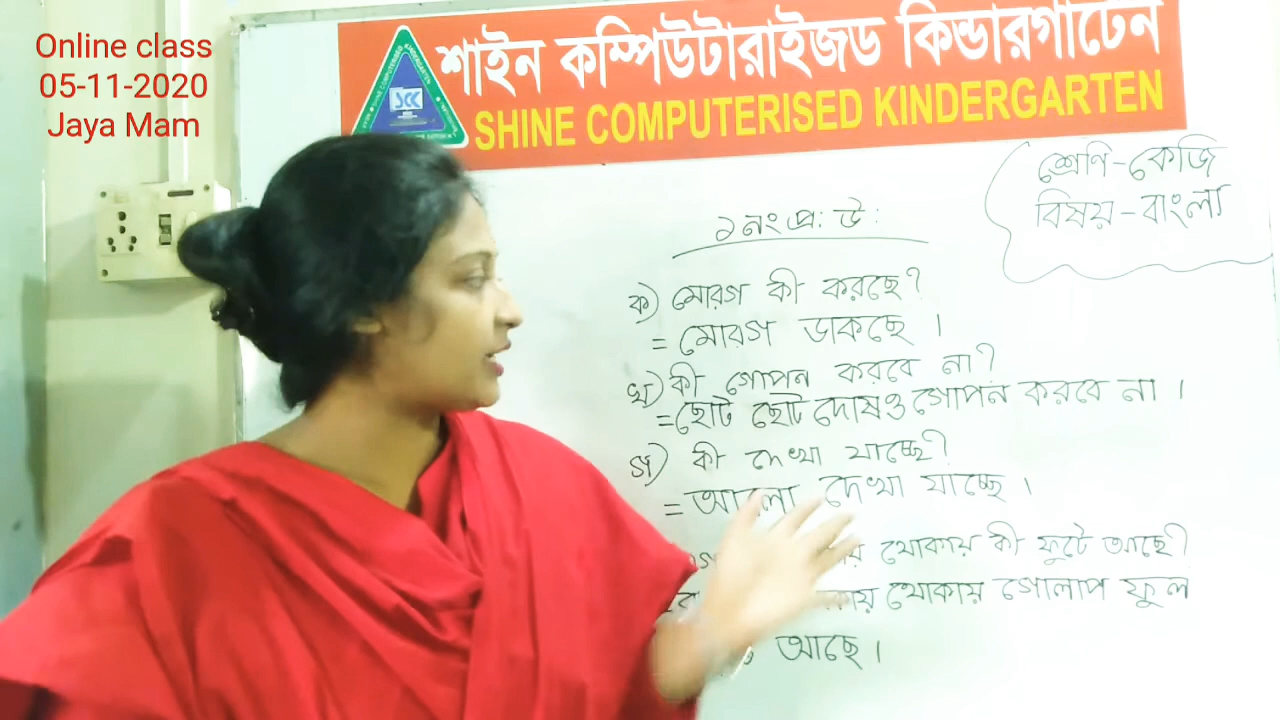 Online class
05-11-2020
Jaya Mam
শাইন কম্পিউটারাইজড কিন্ডারগার্টেন
SHINE COMPUTERISED KINDERGARTEN
শ্রেণি-কেজি
বিষয়-বাংলা
১নং প্র: উ:
ক) মোরগ কী করছে?
= মোরগ ডাকছে ।
খ) কী গোপন করবে না?
= ছোট ছোট দোষও গোপন করবে না ।
গ) কী দেখা যাচ্ছে?
= আলো দেখা যাচ্ছে ।
থোকায় কী ফুটে আছে?
থোকায় গোলাপ ফুল
আছে ।